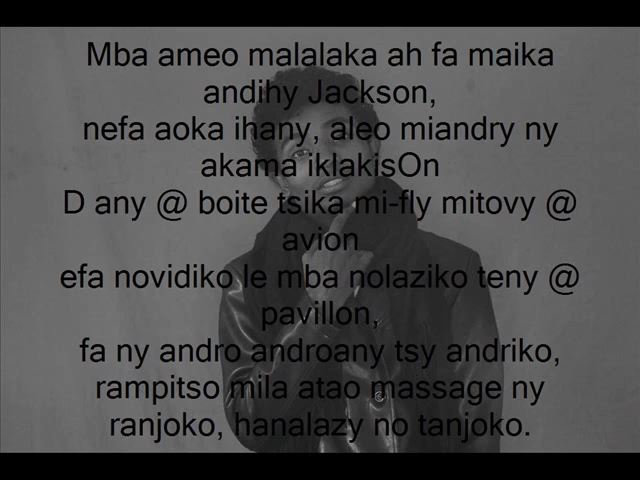 Mba ameo malalaka ah fa maika
andihy Jackson,
nefa aoka ihany, aleo miandry ny
akama iklakisOn
D any @ boite tsika mi-fly mitovy @
avion
efa novidiko le mba nolaziko teny @
pavillon,
fa ny andro androany tsy andriko,
rampitso mila atao massage ny
ranjoko, hanalazy no tanjoko.